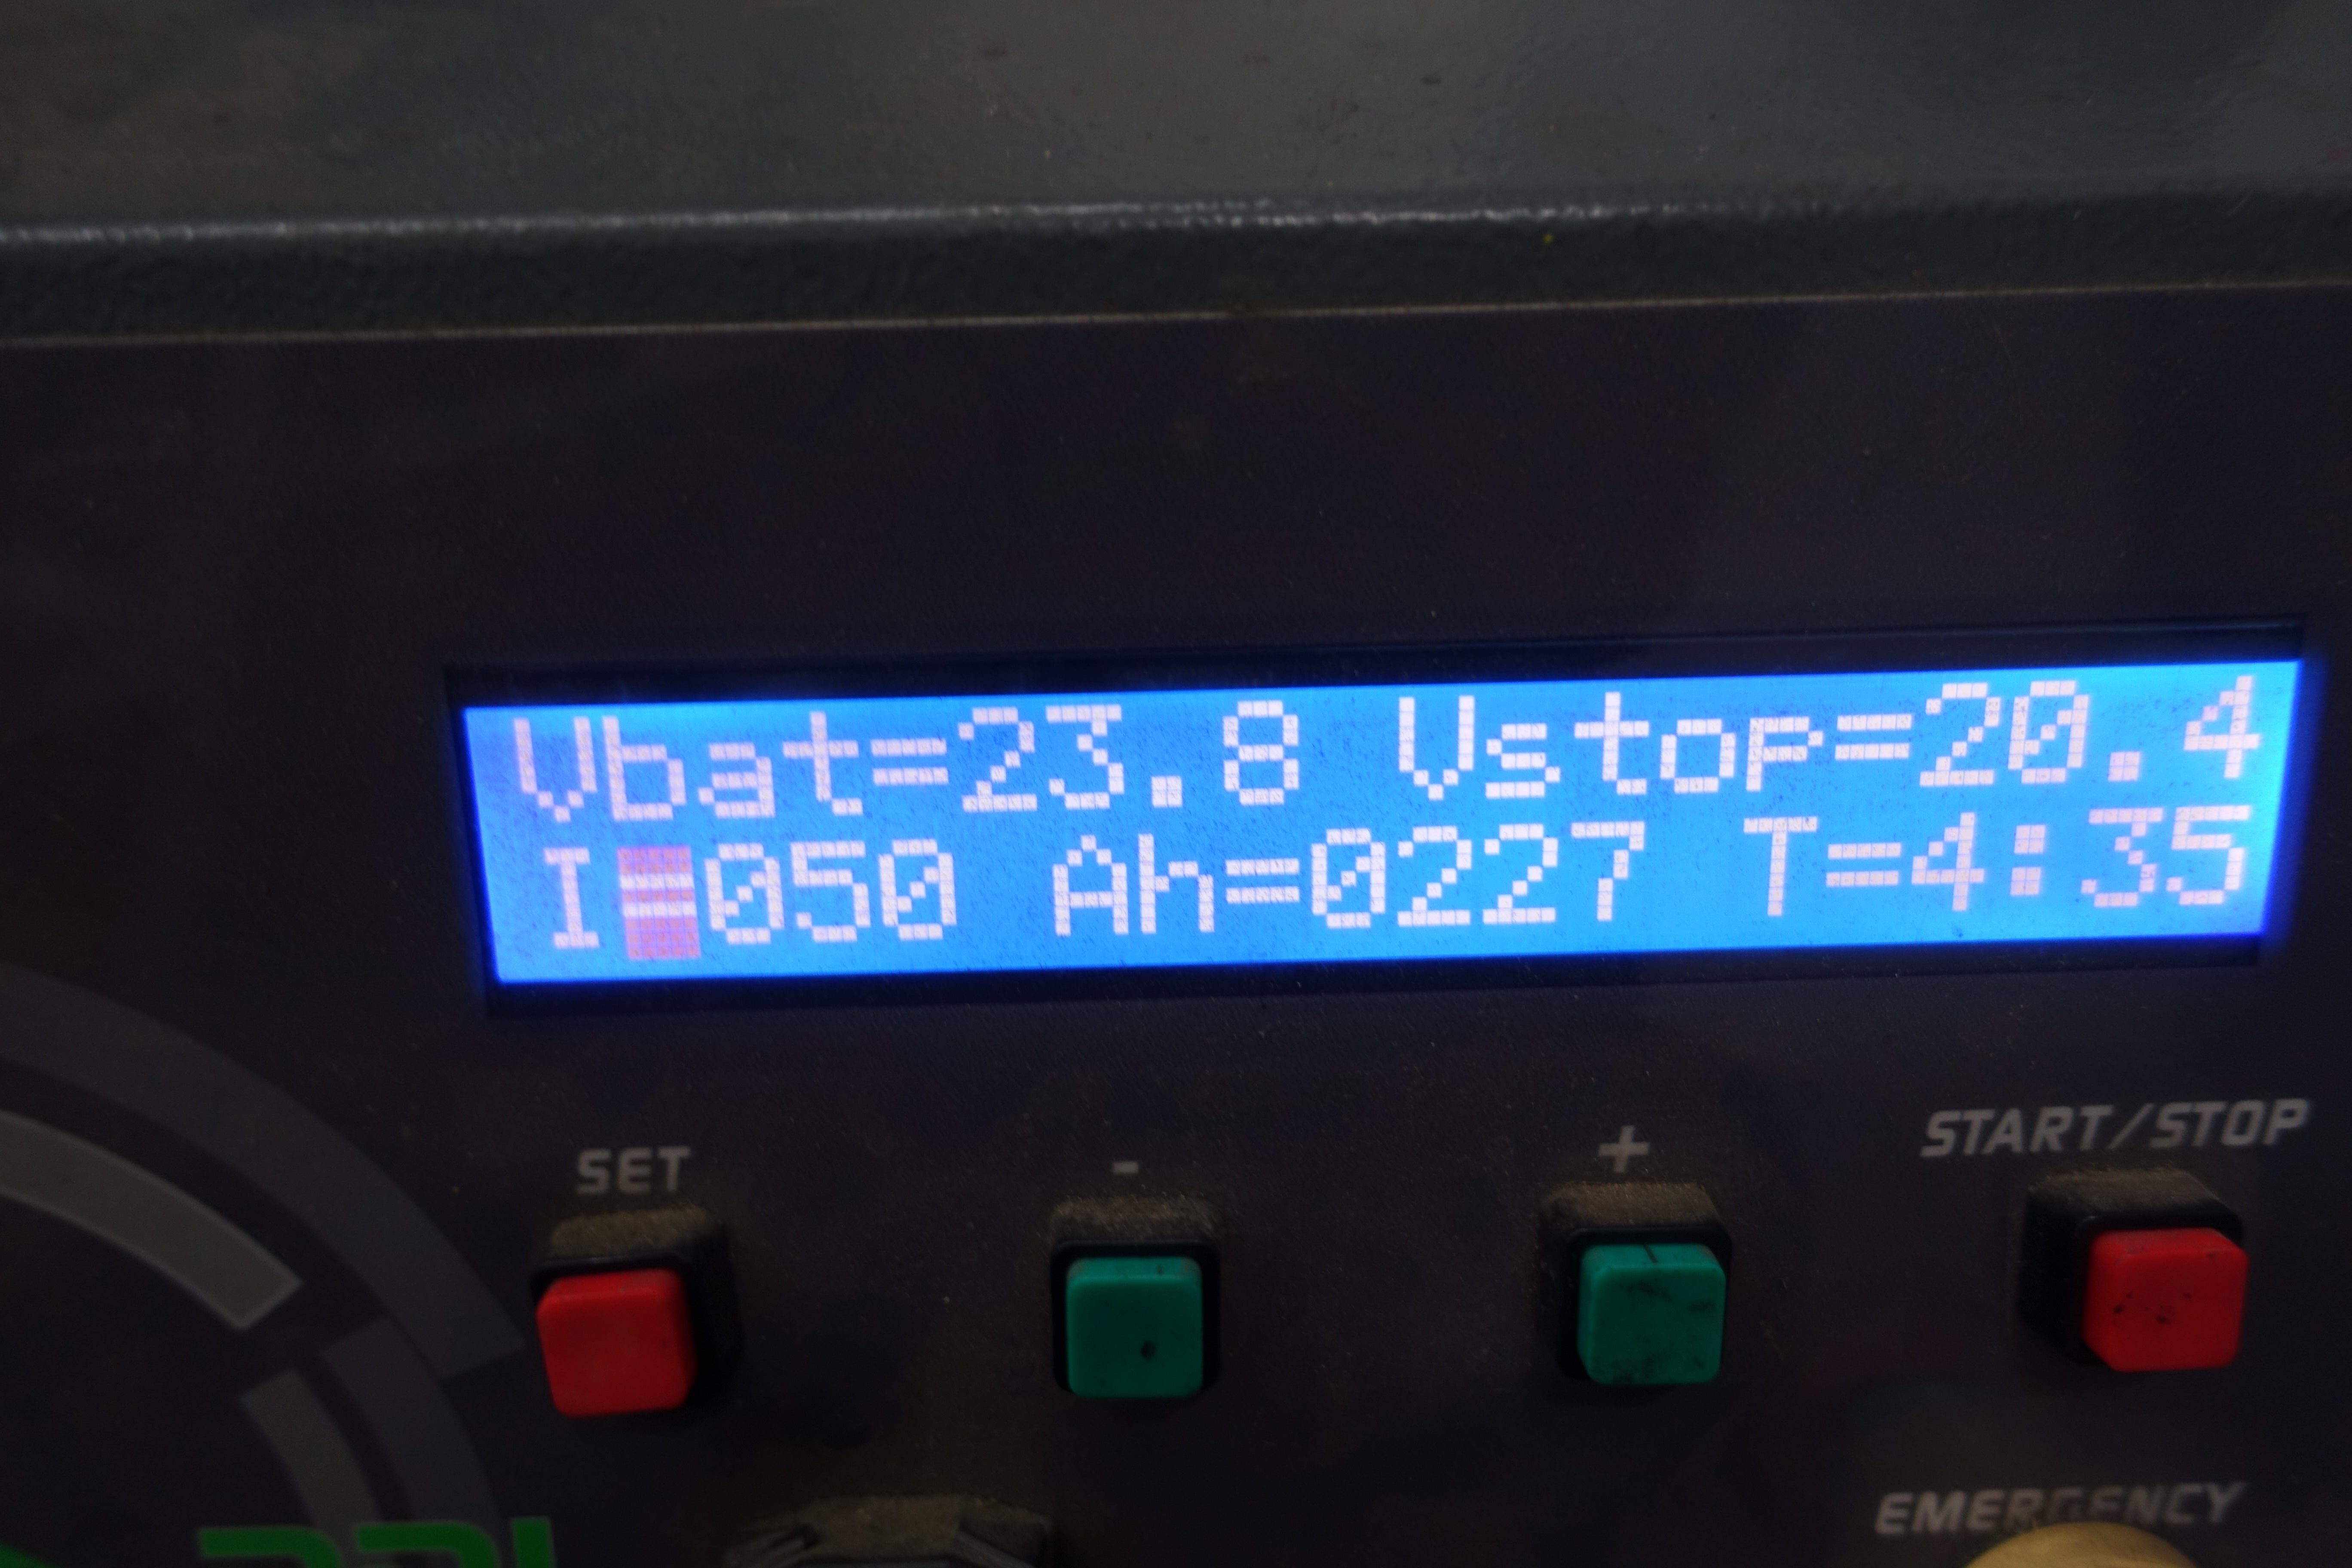 Vbat=23.8 Vstop=20.4
I=050 Ah=0227 T=4:35
SET - + START/STOP
EMERGENCY